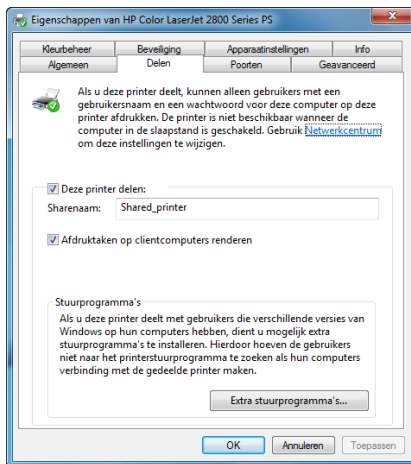 Eigenschappen van HP Color LaserJet 2800 Series PS
Kleurbeheer Beveiliging Apparaatinstellingen Info
Algemeen Delen Poorten Geavanceerd
Als u deze printer deelt, kunnen alleen gebruikers met een
gebruikersnaam en een wachtwoord voor deze computer op deze
printer afdrukken. De printer is niet beschikbaar wanneer de
computer in de slaapstand is geschakeld. Gebruik Netwerkcentrum
om deze instellingen te wijzigen.
Deze printer delen:
Sharenaam: Shared_printer
Afdruktaken op clientcomputers renderen
Stuurprogramma's
Als u deze printer deelt met gebruikers die verschillende versies van
Windows op hun computers hebben, dient u mogelijk extra
stuurprogramma's te installeren. Hierdoor hoeven de gebruikers
niet naar het printerstuurprogramma te zoeken als hun computers
verbinding met de gedeelde printer maken.
Extra stuurprogramma's...
OK Annuleren Toepassen